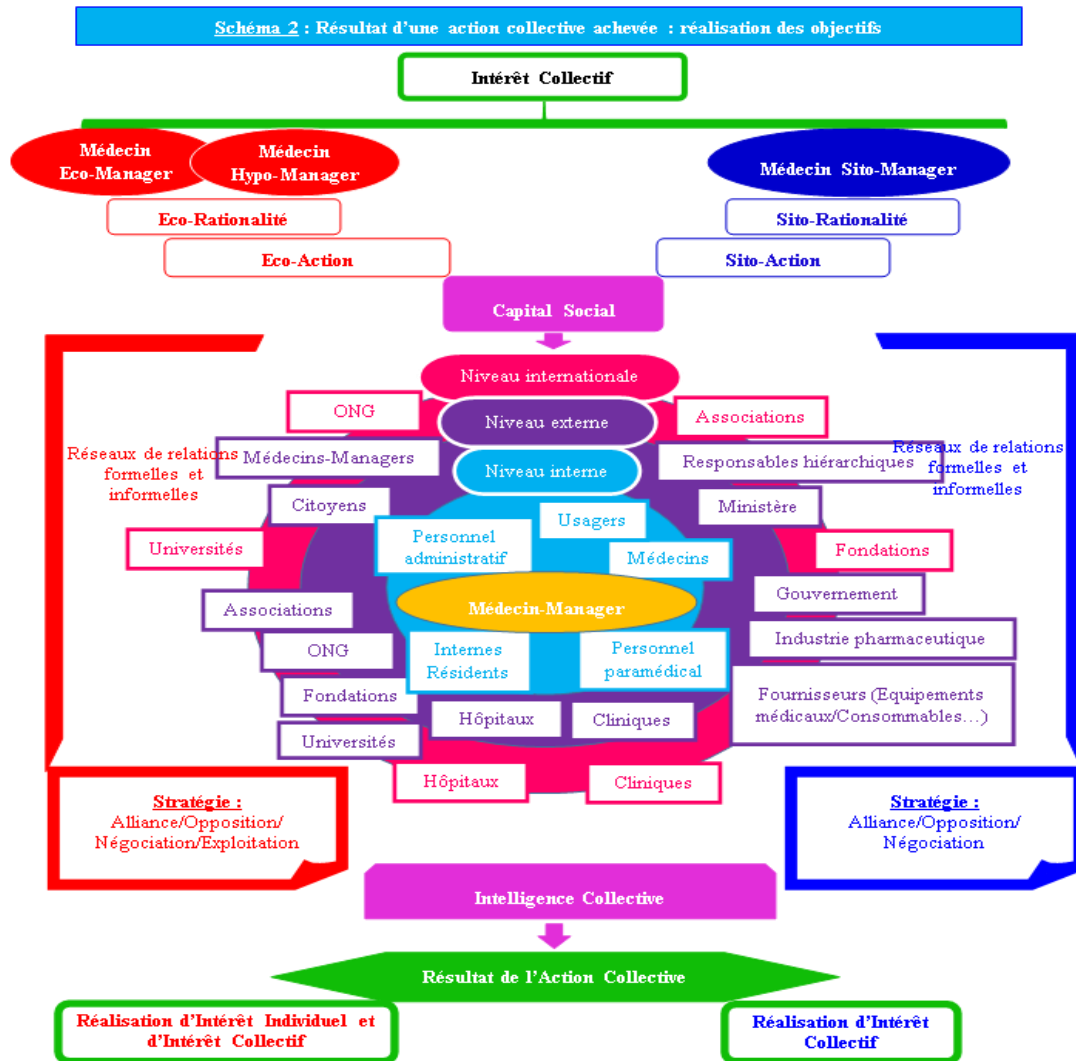 Schéma 2 : Résultat d’une action collective achevée : réalisation des objectifs
Intérêt Collectif
Médecin
Eco-Manager
Médecin
Hypo-Manager
Médecin Sito-Manager
Eco-Rationalité
Sito-Rationalité
Eco-Action
Sito-Action
Capital Social
Niveau internationale
ONG
Niveau externe
Associations
Réseaux de relations
formelles et
informelles
Médecins-Managers
Niveau interne
Responsables hiérarchiques
Réseaux de relations
formelles et
informelles
Citoyens
Ministère
Usagers
Personnel
administratif
Médecins
Universités
Fondations
Gouvernement
Associations
Médecin-Manager
Industrie pharmaceutique
ONG
Internes
Résidents
Personnel
paramédical
Fondations
Fournisseurs (Equipements
médicaux/Consommables…)
Hôpitaux
Cliniques
Universités
Hôpitaux
Cliniques
Stratégie :
Alliance/Opposition/
Négociation/Exploitation
Stratégie :
Alliance/Opposition/
Négociation
Intelligence Collective
Résultat de l’Action Collective
Réalisation d’Intérêt Individuel et
d’Intérêt Collectif
Réalisation d’Intérêt
Collectif